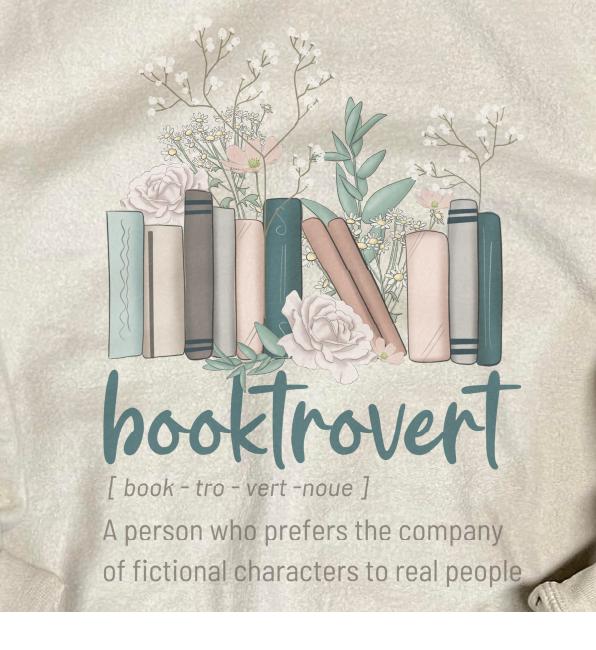 booktrovert
[ book - tro - vert -noue ]
A person who prefers the company
of fictional characters to real people